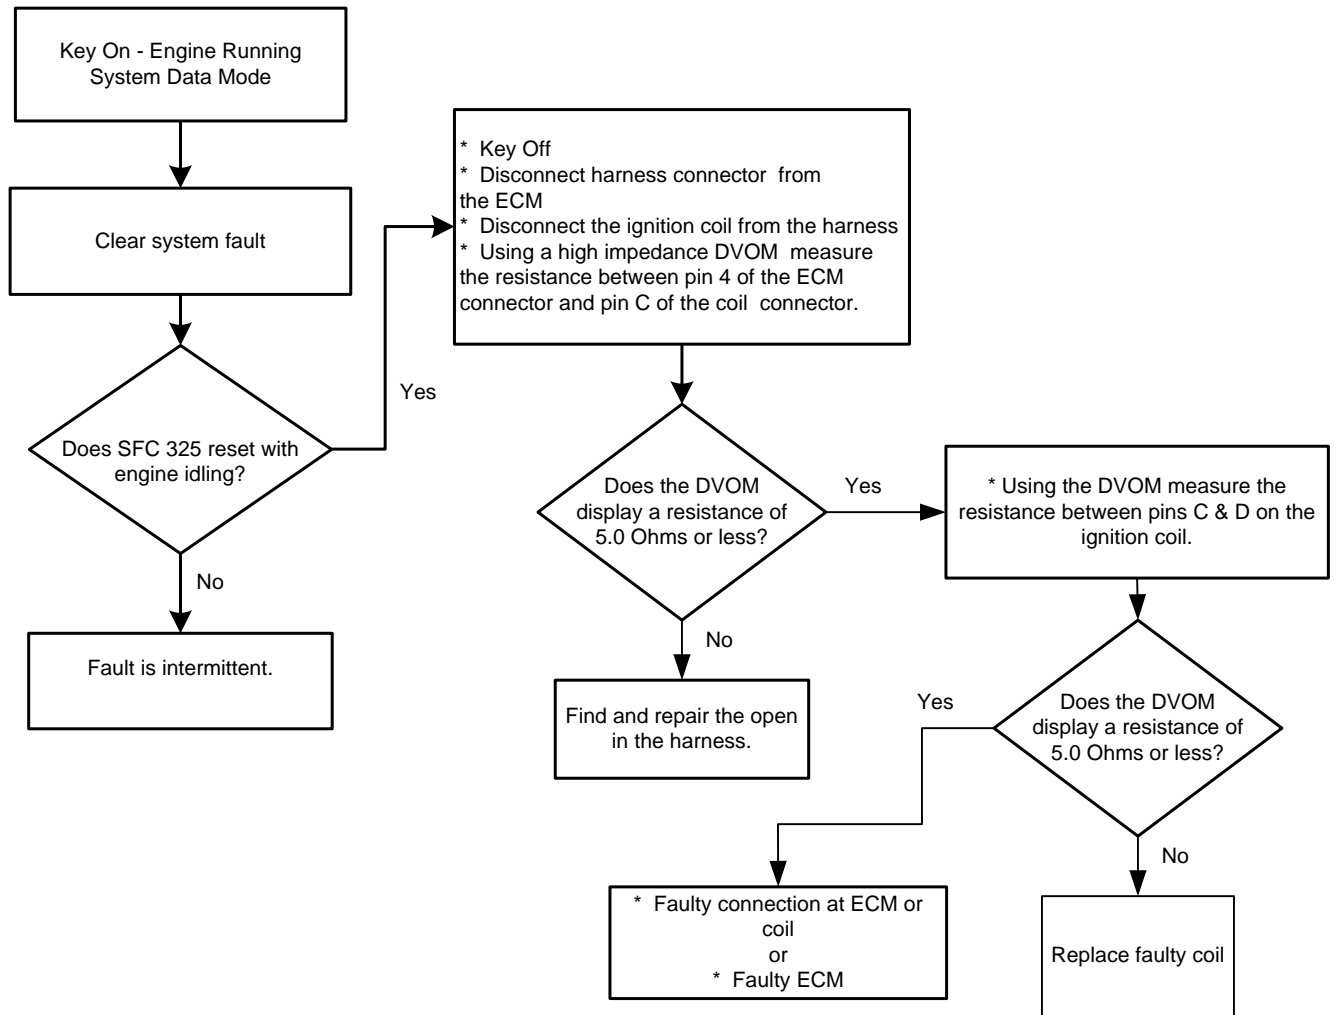 Key On - Engine Running
System Data Mode
Clear system fault
Does SFC 325 reset with
engine idling?
Yes
No
Fault is intermittent.
* Key Off
* Disconnect harness connector from
the ECM
* Disconnect the ignition coil from the harness
* Using a high impedance DVOM measure
the resistance between pin 4 of the ECM
connector and pin C of the coil connector.
Does the DVOM
display a resistance of
5.0 Ohms or less?
Yes
No
Find and repair the open
in the harness.
* Using the DVOM measure the
resistance between pins C & D on the
ignition coil.
Does the DVOM
display a resistance of
5.0 Ohms or less?
Yes
No
* Faulty connection at ECM or
coil
or
* Faulty ECM
Replace faulty coil